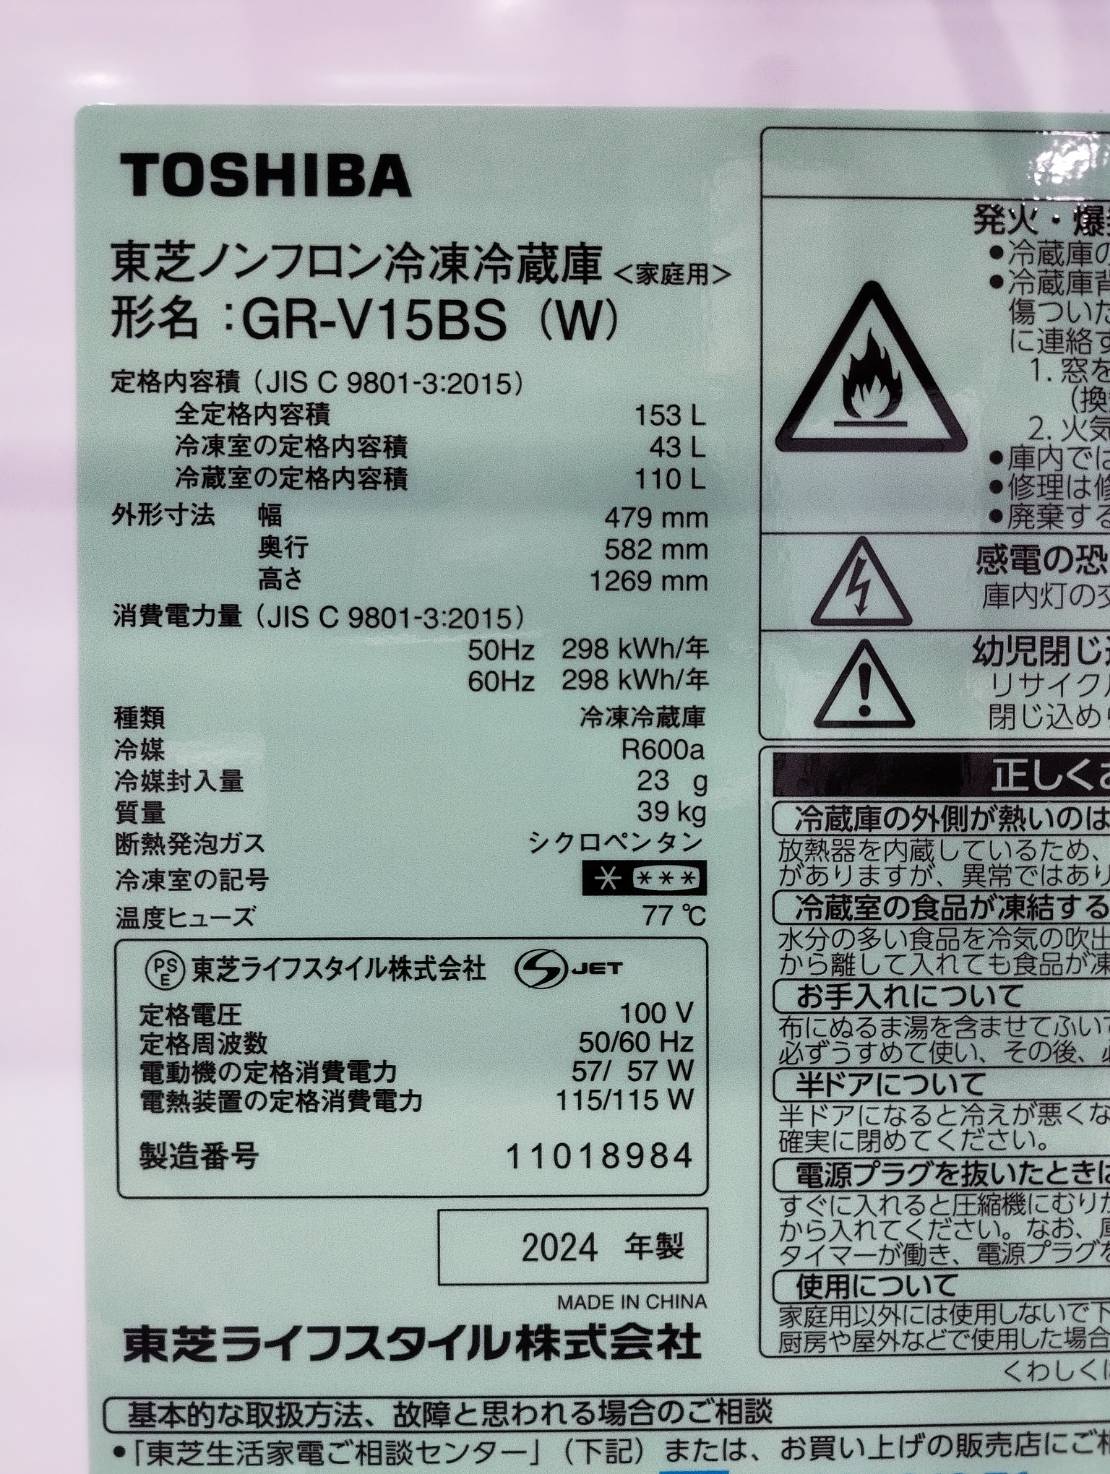 TOSHIBA
東芝ノンフロン冷凍冷蔵庫<家庭用>
形名:GR-V15BS (W)
定格内容積 (JIS C 9801-3:2015)
全定格内容積 153 L
冷凍室の定格内容積 43 L
冷蔵室の定格内容積 110 L
外形寸法 幅 479 mm
奥行 582 mm
高さ 1269 mm
消費電力量 (JIS C 9801-3:2015)
50Hz 298 kWh/年
60Hz 298 kWh/年
種類 冷凍冷蔵庫
冷媒 R600a
冷媒封入量 23 g
質量 39 kg
断熱発泡ガス シクロペンタン
冷凍室の記号 * ***
温度ヒューズ 77 ℃
PSE 東芝ライフスタイル株式会社 JET
定格電圧 100 V
定格周波数 50/60 Hz
電動機の定格消費電力 57/ 57 W
電熱装置の定格消費電力 115/115 W
製造番号 11018984
2024 年製
MADE IN CHINA
東芝ライフスタイル株式会社
発火・爆
●冷蔵庫の
●冷蔵庫背
傷ついた
に連絡す
1. 窓を
(換
2. 火気
●庫内では
●修理は修
●廃棄する
感電の恐
庫内灯の交
幼児閉じ
リサイクル
閉じ込め
正しくお
冷蔵庫の外側が熱いのは
放熱器を内蔵しているため、
がありますが、異常ではあり
冷蔵室の食品が凍結する
水分の多い食品を冷気の吹出
から離して入れても食品が凍
お手入れについて
布にぬるま湯を含ませてふいて
必ずうすめて使い、その後、必
半ドアについて
半ドアになると冷えが悪くな
確実に閉めてください。
電源プラグを抜いたときは
すぐに入れると圧縮機にむりが
から入れてください。なお、庫
タイマーが働き、電源プラグを
使用について
家庭用以外には使用しないで下
厨房や屋外などで使用した場合
くわしくは
基本的な取扱方法、故障と思われる場合のご相談
●「東芝生活家電ご相談センター」(下記) または、お買い上げの販売店にご相